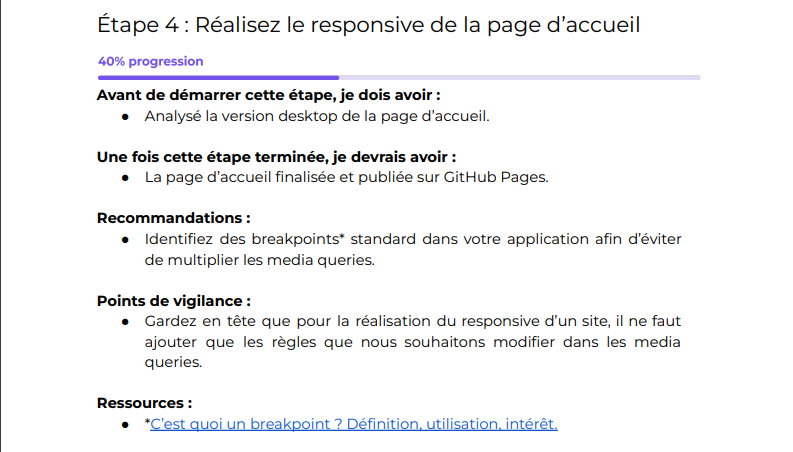 Étape 4 : Réalisez le responsive de la page d’accueil
40% progression
Avant de démarrer cette étape, je dois avoir :
● Analysé la version desktop de la page d’accueil.
Une fois cette étape terminée, je devrais avoir :
● La page d’accueil finalisée et publiée sur GitHub Pages.
Recommandations :
● Identifiez des breakpoints* standard dans votre application afin d’éviter
de multiplier les media queries.
Points de vigilance :
● Gardez en tête que pour la réalisation du responsive d’un site, il ne faut
ajouter que les règles que nous souhaitons modifier dans les media
queries.
Ressources :
● *C’est quoi un breakpoint ? Définition, utilisation, intérêt.